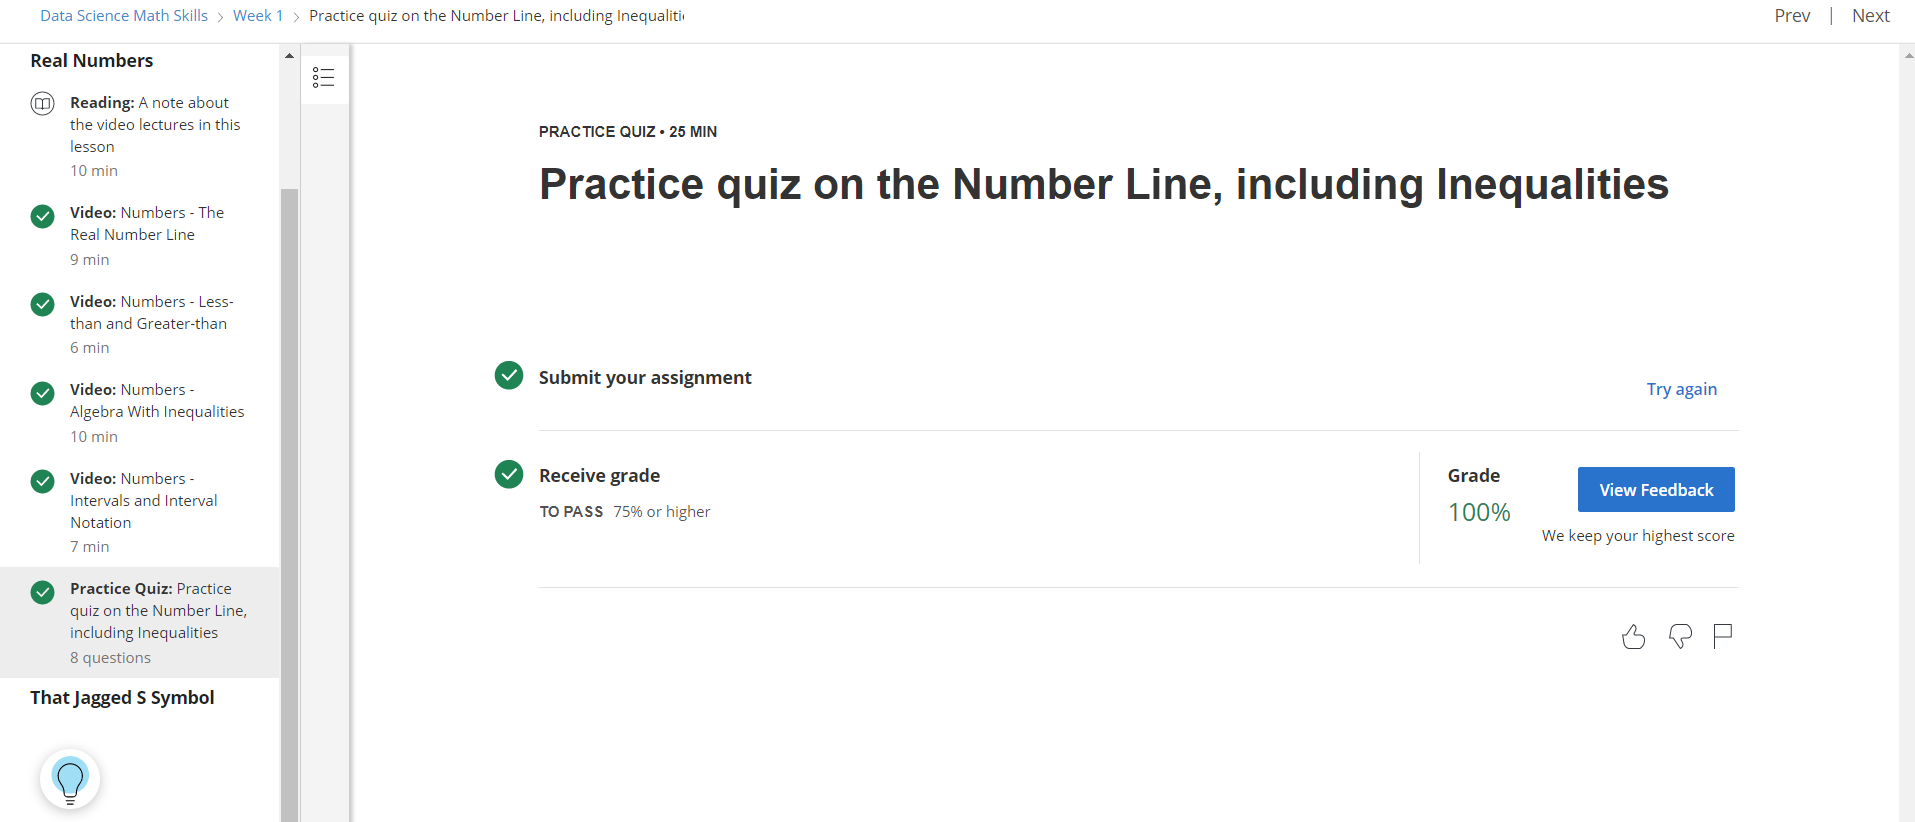 Data Science Math Skills > Week 1 > Practice quiz on the Number Line, including Inequaliti
Prev | Next
Real Numbers
Reading: A note about
the video lectures in this
lesson
10 min
Video: Numbers - The
Real Number Line
9 min
Video: Numbers - Less-
than and Greater-than
6 min
Video: Numbers -
Algebra With Inequalities
10 min
Video: Numbers -
Intervals and Interval
Notation
7 min
Practice Quiz: Practice
quiz on the Number Line,
including Inequalities
8 questions
That Jagged S Symbol
PRACTICE QUIZ • 25 MIN
Practice quiz on the Number Line, including Inequalities
Submit your assignment
Try again
Receive grade
TO PASS 75% or higher
Grade
100%
View Feedback
We keep your highest score